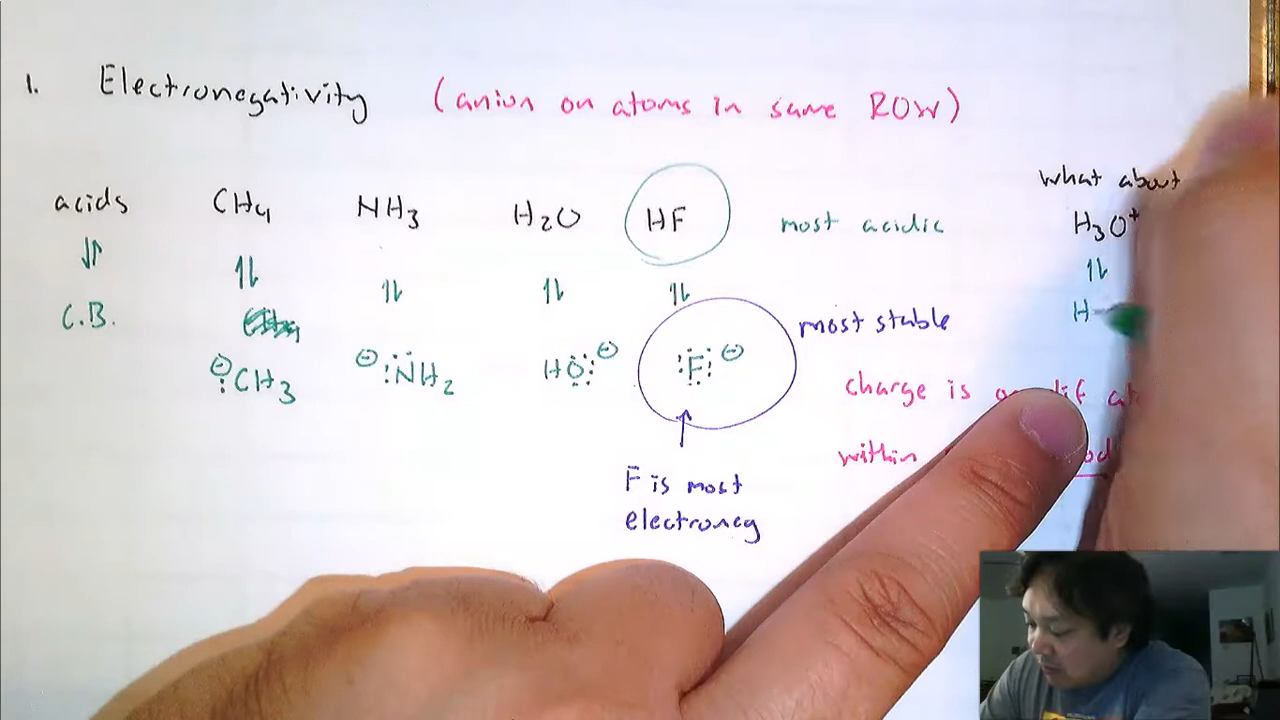 1. Electronegativity (anion on atoms in same ROW)
what about
acids CH4 NH3 H2O HF most acidic H3O+
C.B. H
most stable
⊖:CH3 ⊖:NH2 HO:⊖ :F:⊖
charge is dif
within
F is most
electroneg